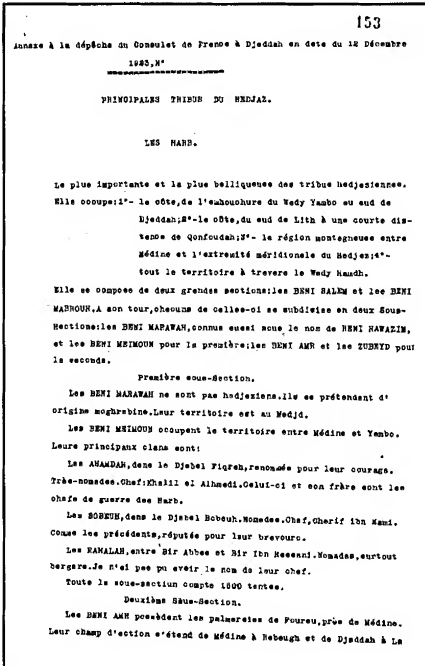 153
Annexe à la dépêche du Consulat de France à Djeddah en date du 12 Décembre
1923, N°
PRINCIPALES TRIBUS DU HEDJAZ.
LES HARB.
La plus importante et la plus belliqueuse des tribus hedjaziennes.
Elle occupe:1°- la côte,de l'embouchure du Wady Yambo au sud de
Djeddah;2°-la côte,du sud de Lith à une courte dis-
tance de Qonfoudah;3°- la région montagneuse entre
Médine et l'extrémité méridionale du Hedjaz;4°-
tout le territoire à travers le Wady Hamdh.
Elle se compose de deux grandes sections:les BENI SALEM et les BENI
MABROUH.A son tour,chacune de celles-ci se subdivise en deux Sous-
Sections:les BENI MARAWAH,connus aussi sous le nom de BENI HAWAZIN,
et les BENI MEIMOUN pour la première;les BENI AMR et les ZUBEYD pour
la seconde.
Première sous-Section.
Les BENI MARAWAH ne sont pas hedjaziens.Ils se prétendent d'
origine moghrabine.Leur territoire est au Nedjd.
Les BENI MEIMOUN occupent le territoire entre Médine et Yambo.
Leurs principaux clans sont:
Les AHAMDAH,dans le Djebel Fiqreh,renommés pour leur courage.
Très-nomades.Chef:Khalil el Alhmedi.Celui-ci et son frère sont les
chefs de guerre des Harb.
Les SOBEUH,dans le Djebel Sobeuh.Nomades.Chef,Cherif ibn Sami.
Comme les précédents,réputés pour leur bravoure.
Les RAHALAH,entre Bir Abbas et Bir Ibn Hassani.Nomades,surtout
bergers.Je n'ai pas pu avoir le nom de leur chef.
Toute la sous-section compte 1800 tentes.
Deuxième Sous-Section.
Les BENI AMR possèdent les palmeraies de Foureu,près de Médine.
Leur champ d'action s'étend de Médine à Rabeugh et de Djeddah à La